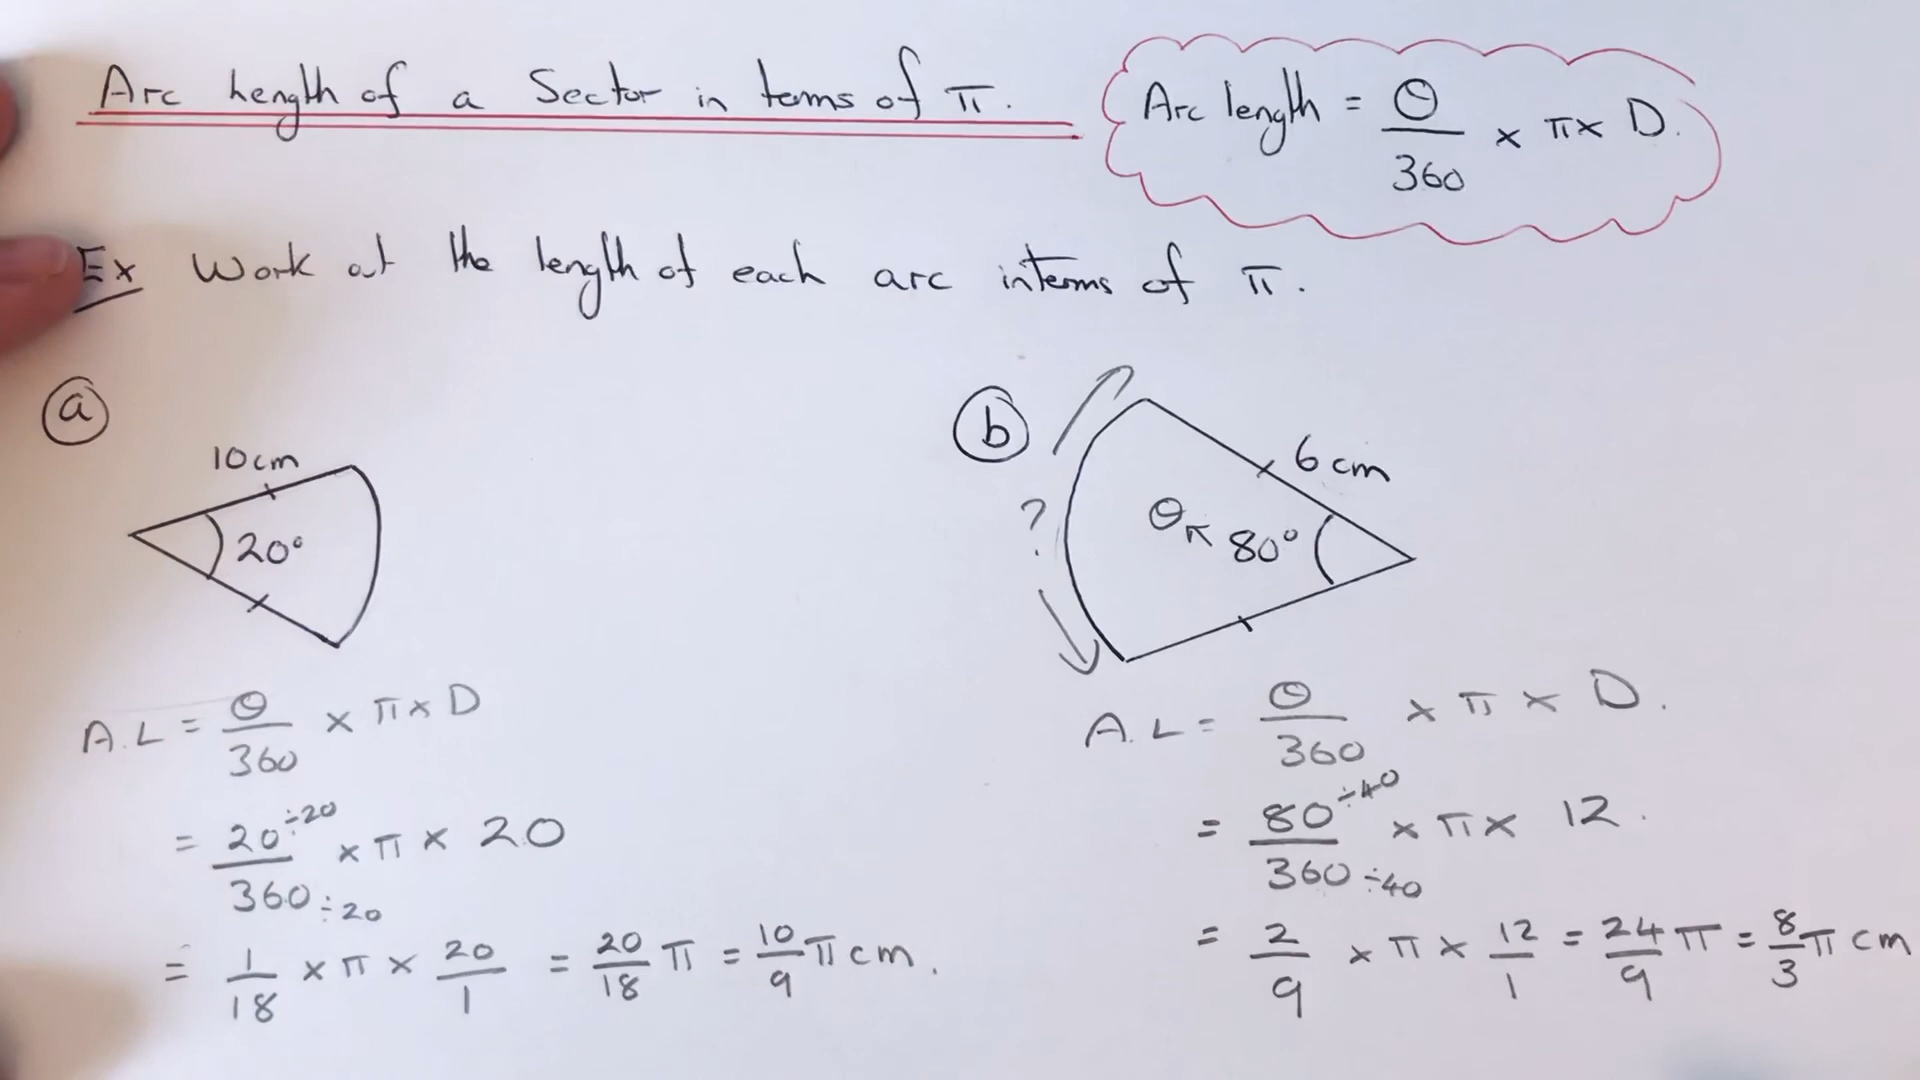 Arc Length of a Sector in terms of π.
Arc length = θ/360 × π × D.
Ex Work out the length of each arc in terms of π.
a
10cm
20°
b
6cm
?
θ
80°
A.L = θ/360 × π × D
= 20÷20/360÷20 × π × 20
= 1/18 × π × 20/1 = 20/18 π = 10/9 π cm.
A.L = θ/360 × π × D.
= 80÷40/360÷40 × π × 12.
= 2/9 × π × 12/1 = 24/9 π = 8/3 π cm